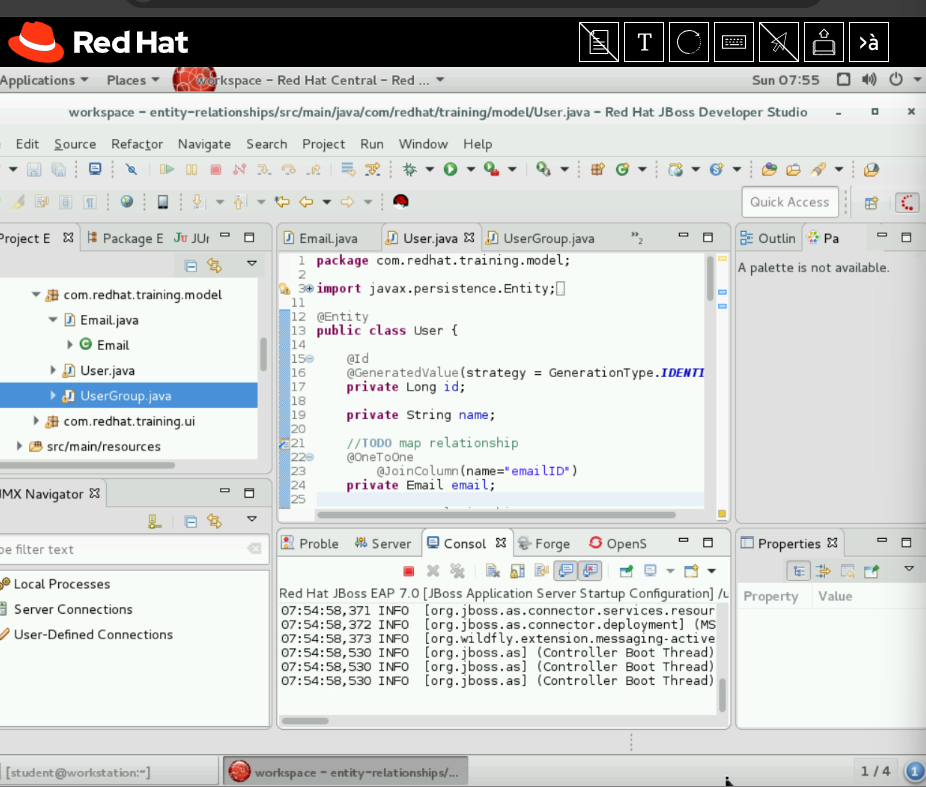 Red Hat
T
>à
Applications Places workspace - Red Hat Central - Red ... Sun 07:55
workspace - entity-relationships/src/main/java/com/redhat/training/model/User.java - Red Hat JBoss Developer Studio
Edit Source Refactor Navigate Search Project Run Window Help
Quick Access
Project E Package E Ju JUr
com.redhat.training.model
Email.java
Email
User.java
UserGroup.java
com.redhat.training.ui
src/main/resources
Email.java User.java UserGroup.java »2
1 package com.redhat.training.model;
2
3 import javax.persistence.Entity;
11
12 @Entity
13 public class User {
14
15 @Id
16 @GeneratedValue(strategy = GenerationType.IDENTI
17 private Long id;
18
19 private String name;
20
21 //TODO map relationship
22 @OneToOne
23 @JoinColumn(name="emailID")
24 private Email email;
25
Outlin Pa
A palette is not available.
JMX Navigator
pe filter text
Local Processes
Server Connections
User-Defined Connections
Proble Server Consol Forge OpenS
Red Hat JBoss EAP 7.0 [JBoss Application Server Startup Configuration] /u
07:54:58,371 INFO [org.jboss.as.connector.services.resour
07:54:58,372 INFO [org.jboss.as.connector.deployment] (MS
07:54:58,373 INFO [org.wildfly.extension.messaging-active
07:54:58,530 INFO [org.jboss.as] (Controller Boot Thread)
07:54:58,530 INFO [org.jboss.as] (Controller Boot Thread)
07:54:58,530 INFO [org.jboss.as] (Controller Boot Thread)
Properties
Property Value
[student@workstation:~] workspace - entity-relationships/... 1 / 4 1